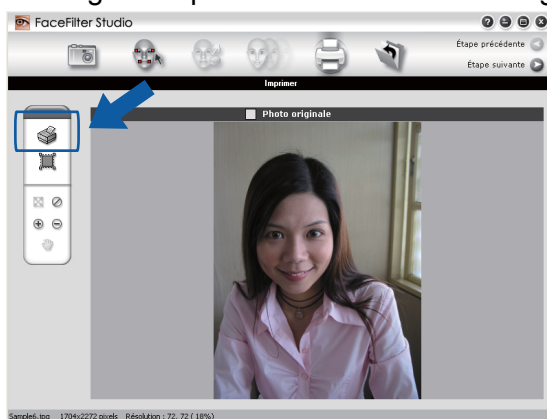 FaceFilter Studio
Étape précédente
Étape suivante
Imprimer
Photo originale
Sample6.jpg 1704x2272 pixels Résolution : 72, 72 ( 18%)